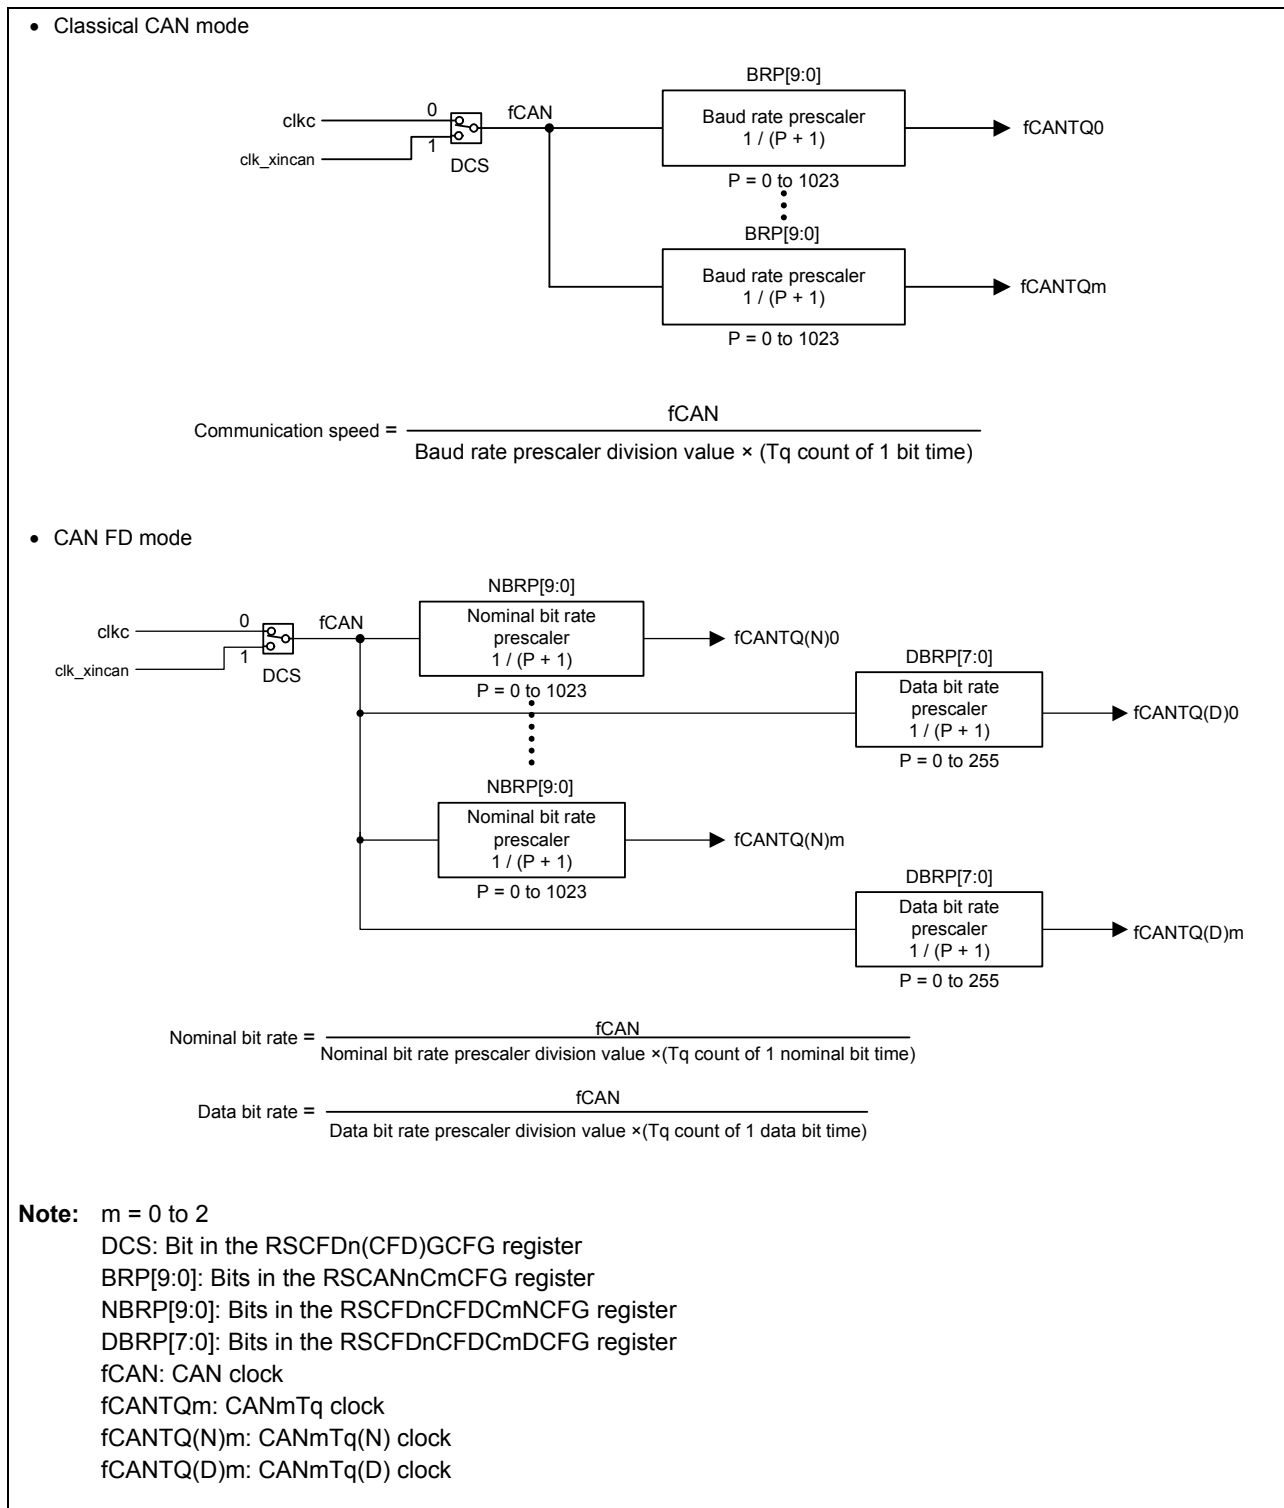 • Classical CAN mode
BRP[9:0]
clkc
0
fCAN
Baud rate prescaler
1 / (P + 1)
fCANTQ0
clk_xincan
1
DCS
P = 0 to 1023
BRP[9:0]
Baud rate prescaler
1 / (P + 1)
fCANTQm
P = 0 to 1023
fCAN
Communication speed =
Baud rate prescaler division value × (Tq count of 1 bit time)
• CAN FD mode
NBRP[9:0]
clkc
0
fCAN
Nominal bit rate
prescaler
1 / (P + 1)
fCANTQ(N)0
clk_xincan
1
DCS
P = 0 to 1023
DBRP[7:0]
Data bit rate
prescaler
1 / (P + 1)
fCANTQ(D)0
P = 0 to 255
NBRP[9:0]
Nominal bit rate
prescaler
1 / (P + 1)
fCANTQ(N)m
P = 0 to 1023
DBRP[7:0]
Data bit rate
prescaler
1 / (P + 1)
fCANTQ(D)m
P = 0 to 255
fCAN
Nominal bit rate =
Nominal bit rate prescaler division value ×(Tq count of 1 nominal bit time)
fCAN
Data bit rate =
Data bit rate prescaler division value ×(Tq count of 1 data bit time)
Note: m = 0 to 2
DCS: Bit in the RSCFDn(CFD)GCFG register
BRP[9:0]: Bits in the RSCANnCmCFG register
NBRP[9:0]: Bits in the RSCFDnCFDCmNCFG register
DBRP[7:0]: Bits in the RSCFDnCFDCmDCFG register
fCAN: CAN clock
fCANTQm: CANmTq clock
fCANTQ(N)m: CANmTq(N) clock
fCANTQ(D)m: CANmTq(D) clock